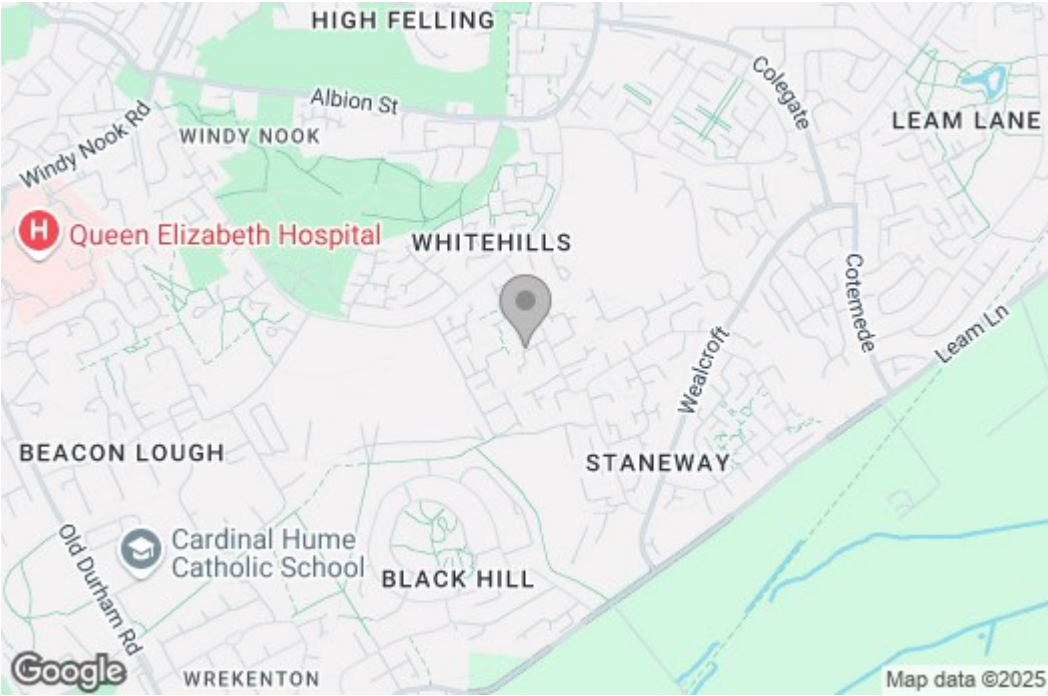 HIGH FELLING
Colegate
Albion St
LEAM LANE
Windy Nook Rd
WINDY NOOK
H
Queen Elizabeth Hospital
WHITEHILLS
Cotemede
Leam Ln
Wealcroft
BEACON LOUGH
STANEWAY
Old Durham Rd
Cardinal Hume
Catholic School
BLACK HILL
WREKENTON
Google
Map data ©2025